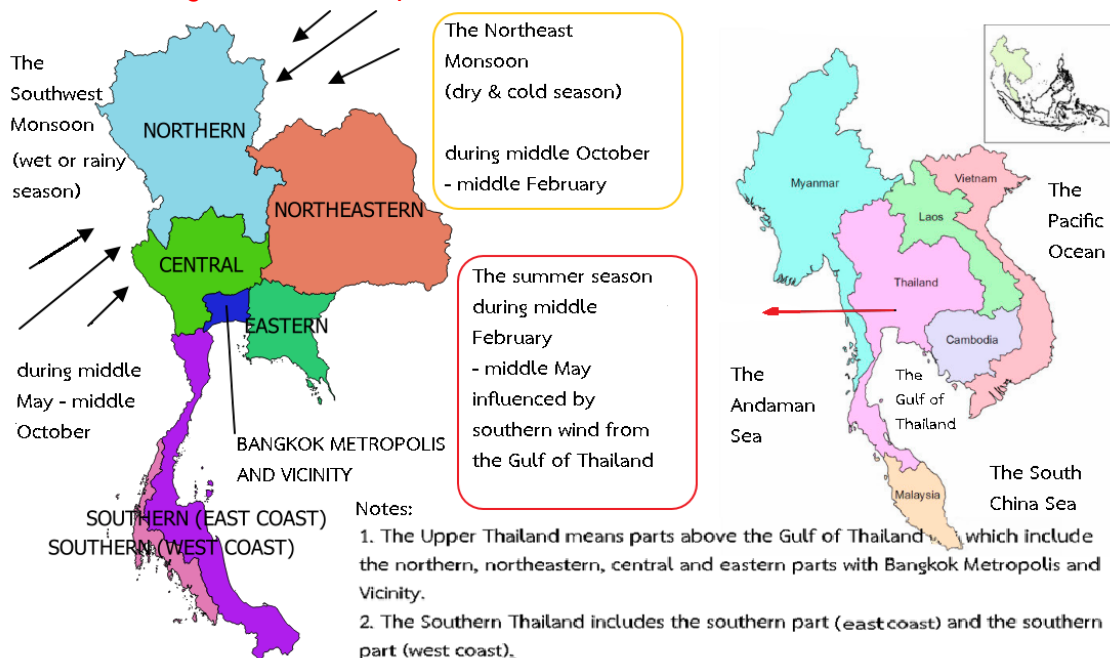 The
Southwest
Monsoon
(wet or rainy
season)
during middle
May - middle
October
NORTHERN
NORTHEASTERN
CENTRAL
EASTERN
BANGKOK METROPOLIS
AND VICINITY
SOUTHERN (EAST COAST)
SOUTHERN (WEST COAST)
The Northeast
Monsoon
(dry & cold season)
during middle October
- middle February
The summer season
during middle
February
- middle May
influenced by
southern wind from
the Gulf of Thailand
Myanmar
Vietnam
Laos
Thailand
Cambodia
Malaysia
The
Pacific
Ocean
The
Andaman
Sea
The
Gulf of
Thailand
The South
China Sea
Notes:
1. The Upper Thailand means parts above the Gulf of Thailand which include
the northern, northeastern, central and eastern parts with Bangkok Metropolis and
Vicinity.
2. The Southern Thailand includes the southern part (east coast) and the southern
part (west coast).